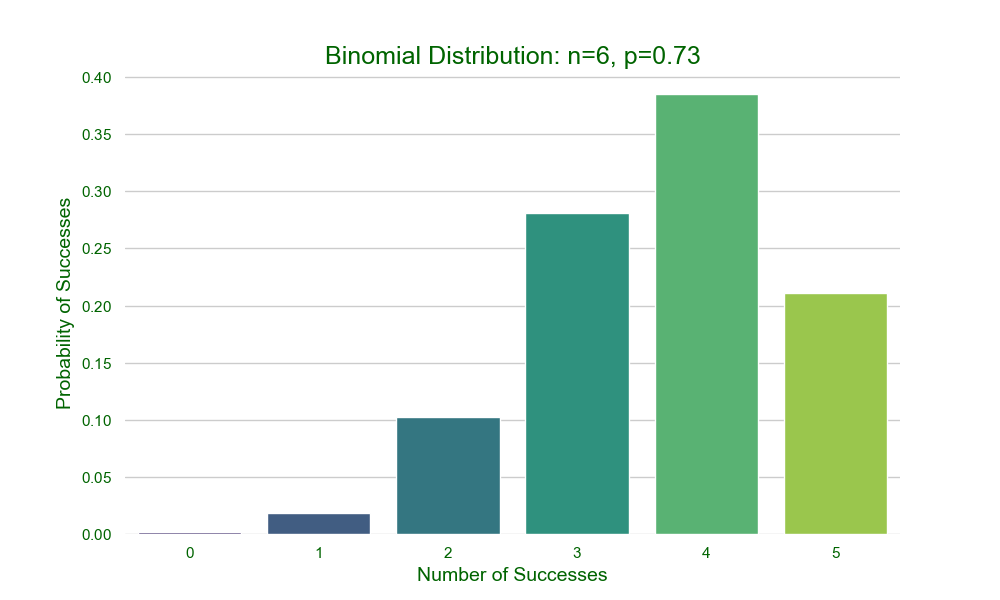 Binomial Distribution: n=6, p=0.73
0.40
0.35
0.30
0.25
0.20
0.15
0.10
0.05
0.00
Probability of Successes
0 1 2 3 4 5
Number of Successes